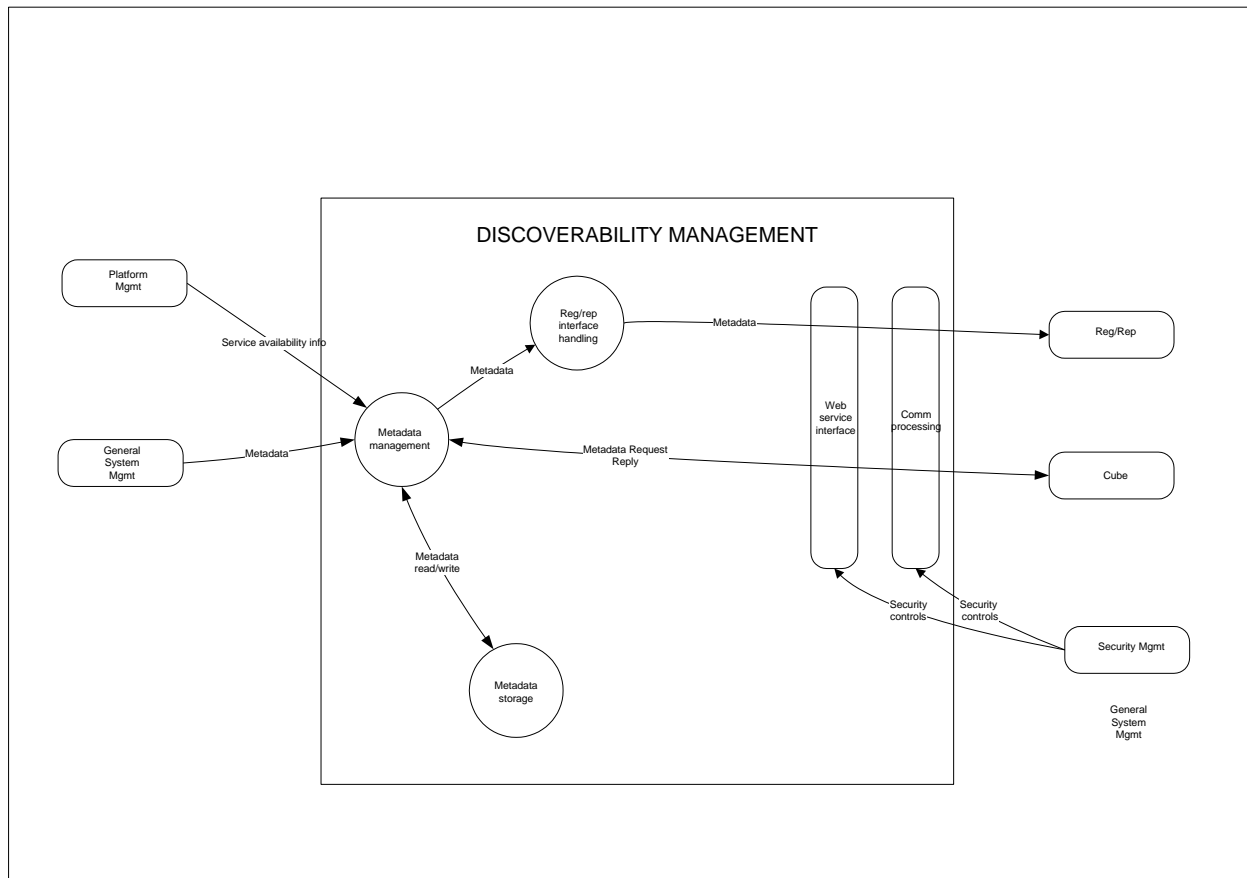 DISCOVERABILITY MANAGEMENT
Platform
Mgmt
Service availability info
General
System
Mgmt
Metadata
Metadata
management
Metadata
Reg/rep
interface
handling
Metadata
Metadata Request
Reply
Metadata
read/write
Metadata
storage
Web
service
interface
Comm
processing
Reg/Rep
Cube
Security
controls
Security
controls
Security Mgmt
General
System
Mgmt